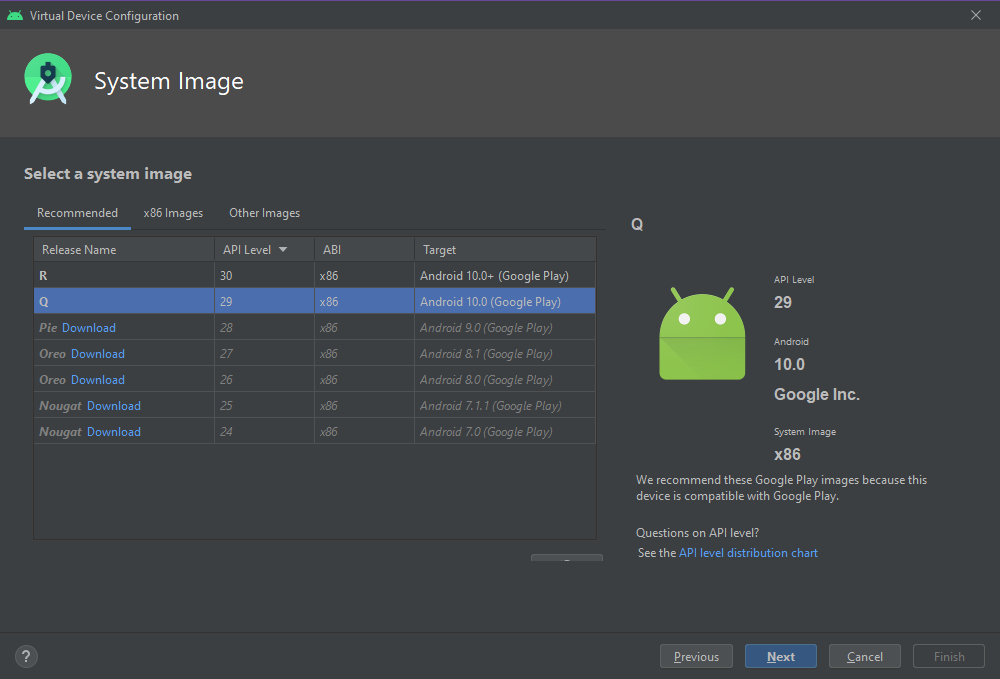 Virtual Device Configuration
System Image
Select a system image
Recommended x86 Images Other Images
Release Name API Level ABI Target
R 30 x86 Android 10.0+ (Google Play)
Q 29 x86 Android 10.0 (Google Play)
Pie Download 28 x86 Android 9.0 (Google Play)
Oreo Download 27 x86 Android 8.1 (Google Play)
Oreo Download 26 x86 Android 8.0 (Google Play)
Nougat Download 25 x86 Android 7.1.1 (Google Play)
Nougat Download 24 x86 Android 7.0 (Google Play)
Q
API Level
29
Android
10.0
Google Inc.
System Image
x86
We recommend these Google Play images because this
device is compatible with Google Play.
Questions on API level?
See the API level distribution chart
? Previous Next Cancel Finish